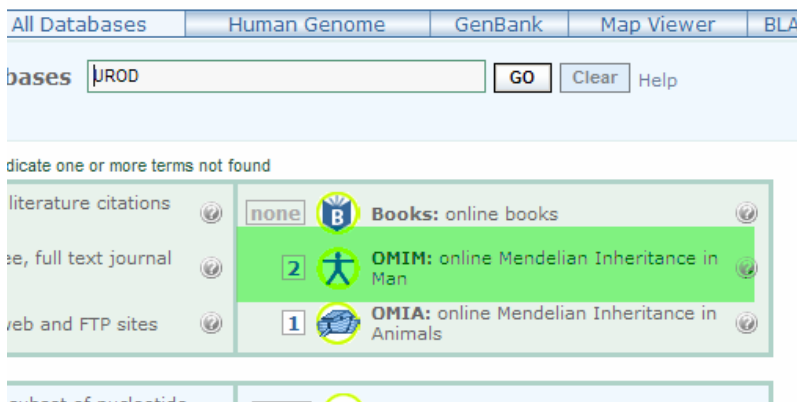 All Databases Human Genome GenBank Map Viewer BLA
bases UROD GO Clear Help
dicate one or more terms not found
literature citations
none B Books: online books
ee, full text journal
2 OMIM: online Mendelian Inheritance in
Man
web and FTP sites
1 OMIA: online Mendelian Inheritance in
Animals